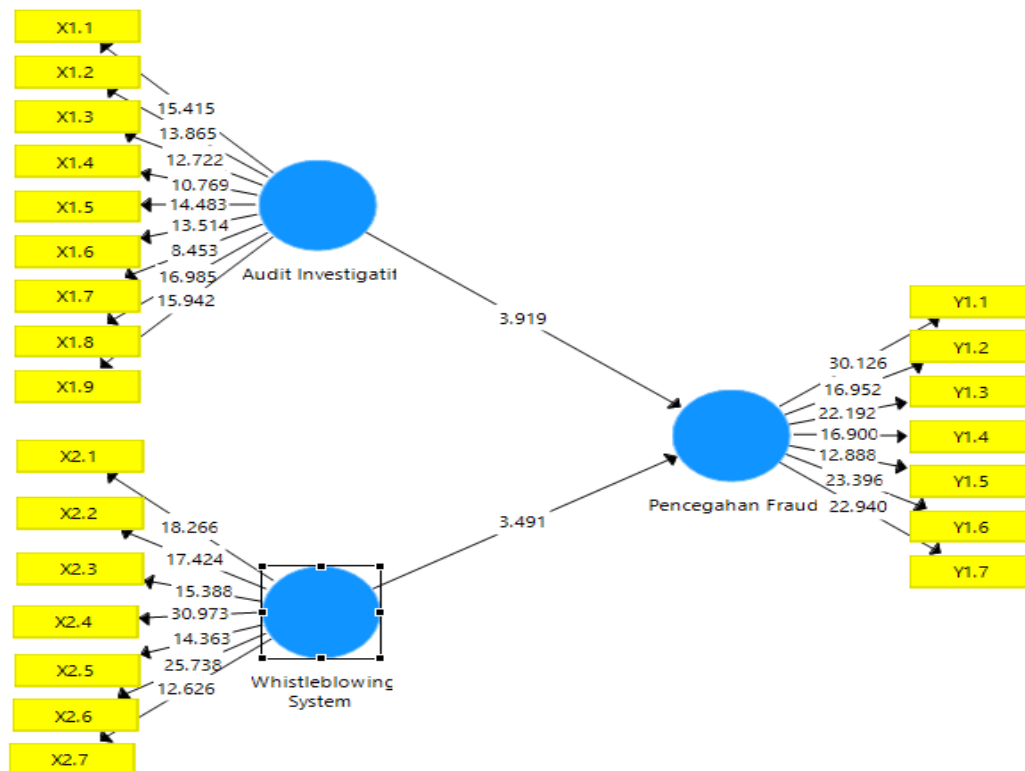 X1.1
X1.2
X1.3
X1.4
X1.5
X1.6
X1.7
X1.8
X1.9
15.415
13.865
12.722
10.769
14.483
13.514
8.453
16.985
15.942
Audit Investigatif
3.919
X2.1
X2.2
X2.3
X2.4
X2.5
X2.6
X2.7
18.266
17.424
15.388
30.973
14.363
25.738
12.626
Whistleblowing
System
3.491
Pencegahan Fraud
30.126
16.952
22.192
16.900
12.888
23.396
22.940
Y1.1
Y1.2
Y1.3
Y1.4
Y1.5
Y1.6
Y1.7